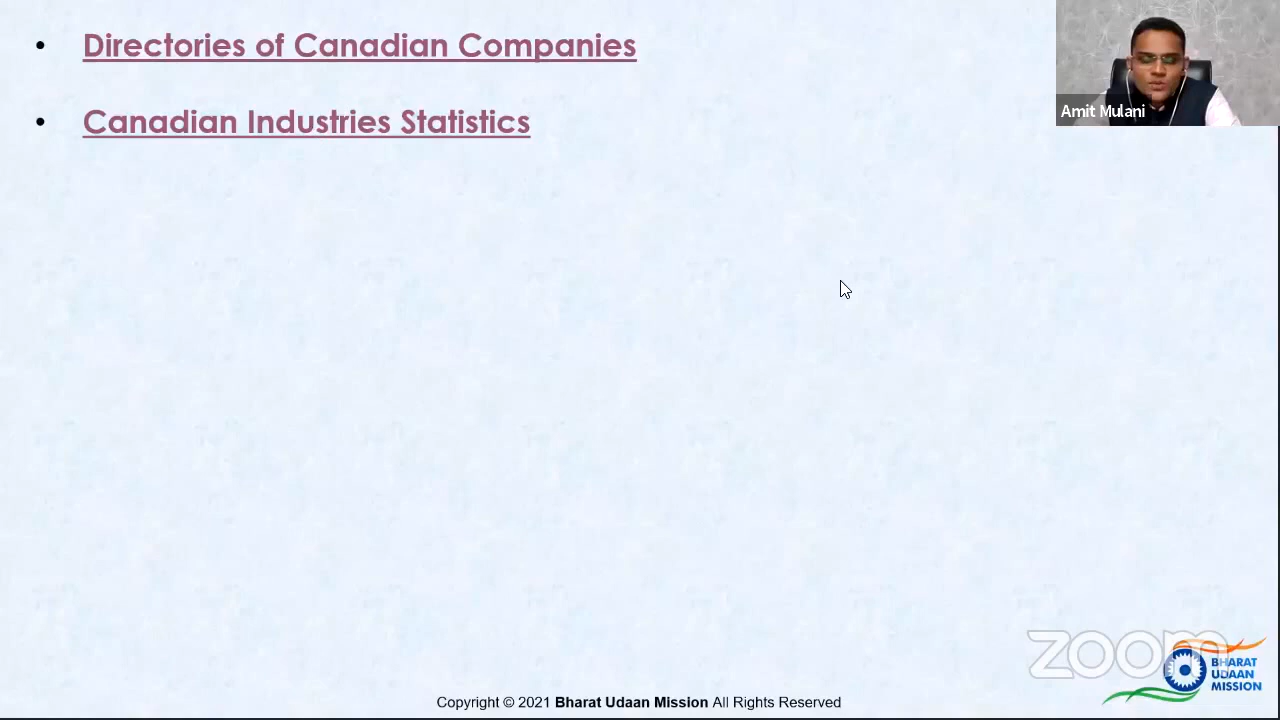 • Directories of Canadian Companies
• Canadian Industries Statistics
Amit Mulani
zoom
BHARAT
UDAAN
MISSION
Copyright © 2021 Bharat Udaan Mission All Rights Reserved